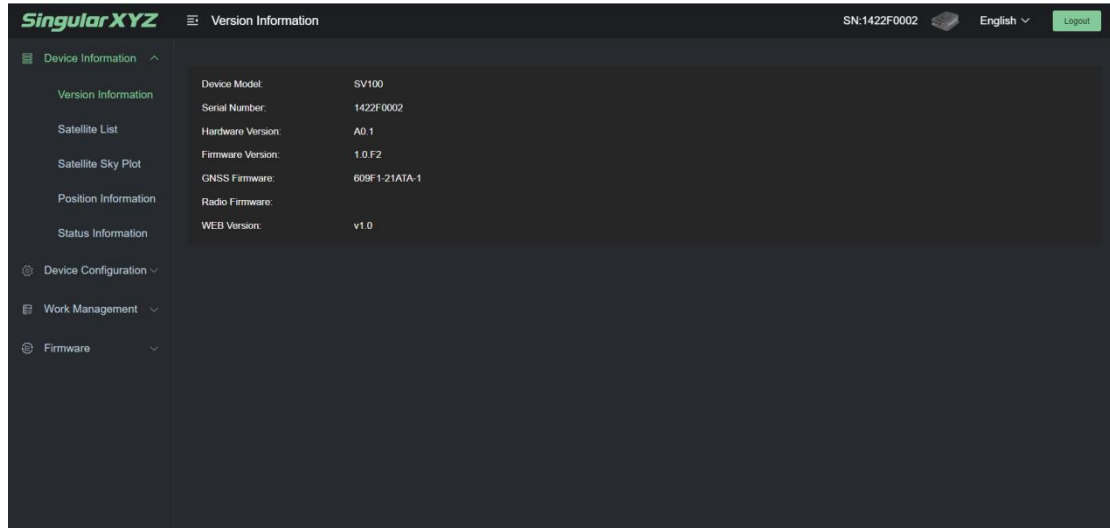 SingularXYZ
Version Information
SN:1422F0002
English
Logout
Device Information
Version Information
Satellite List
Satellite Sky Plot
Position Information
Status Information
Device Configuration
Work Management
Firmware
Device Model: SV100
Serial Number: 1422F0002
Hardware Version: A0.1
Firmware Version: 1.0.F2
GNSS Firmware: 609F1-21ATA-1
Radio Firmware:
WEB Version: v1.0